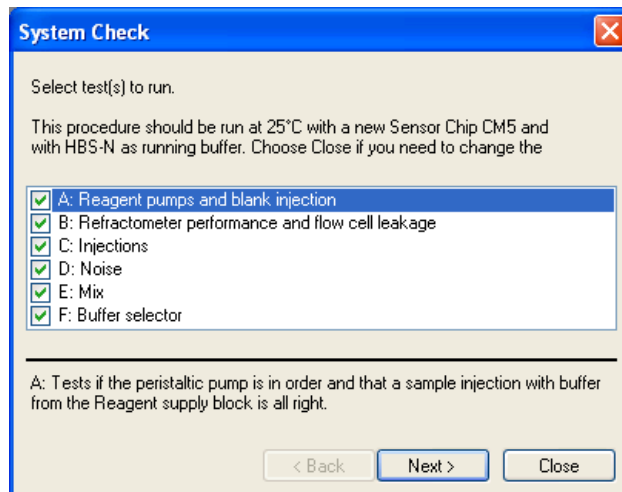 System Check
Select test(s) to run.
This procedure should be run at 25°C with a new Sensor Chip CM5 and
with HBS-N as running buffer. Choose Close if you need to change the
A: Reagent pumps and blank injection
B: Refractometer performance and flow cell leakage
C: Injections
D: Noise
E: Mix
F: Buffer selector
A: Tests if the peristaltic pump is in order and that a sample injection with buffer
from the Reagent supply block is all right.
< Back Next > Close